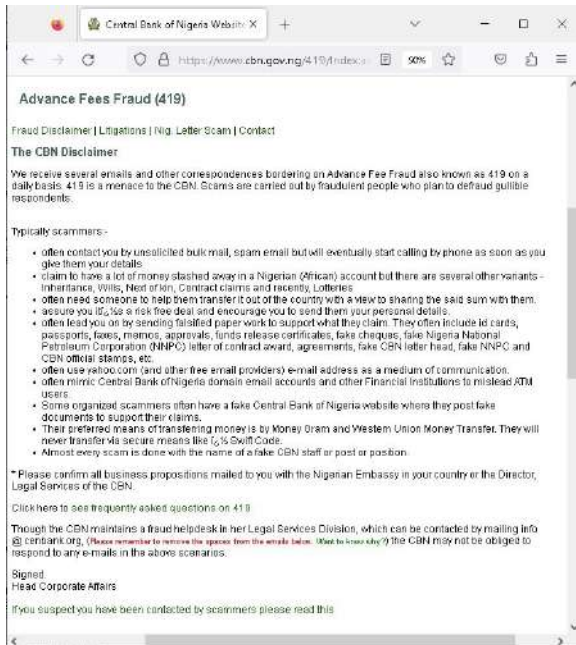 Central Bank of Nigeria Website
https://www.cbn.gov.ng/419/index.a
90%
Advance Fees Fraud (419)
Fraud Disclaimer | Litigations | Nig. Letter Scam | Contact
The CBN Disclaimer
We receive several emails and other correspondences bordering on Advance Fee Fraud also known as 419 on a
daily basis. 419 is a menace to the CBN. Scams are carried out by fraudulent people who plan to defraud gullible
respondents.
Typically scammers:-
often contact you by unsolicited bulk mail, spam email but will eventually start calling by phone as soon as you
give them your details
claim to have a lot of money stashed away in a Nigerian (African) account but there are several other variants -
Inheritance, Wills, Next of kin, Contract claims and recently, Lotteries
often need someone to help them transfer it out of the country with a view to sharing the said sum with them.
assure you itï¿½s a risk free deal and encourage you to send them your personal details.
often lead you on by sending falsified paper work to support what they claim. They often include id cards,
passports, faxes, memos, approvals, funds release certificates, fake cheques, fake Nigeria National
Petroleum Corporation (NNPC) letter of contract award, agreements, fake CBN letter head, fake NNPC and
CBN official stamps, etc.
often use yahoo.com (and other free email providers) e-mail address as a medium of communication.
often mimic Central Bank of Nigeria domain email accounts and other Financial Institutions to mislead ATM
users.
Some organized scammers often have a fake Central Bank of Nigeria website where they post fake
documents to support their claims.
Their preferred means of transferring money is by Money Gram and Western Union Money Transfer. They will
never transfer via secure means like ï¿½ Swift Code.
Almost every scam is done with the name of a fake CBN staff or post or position.
* Please confirm all business propositions mailed to you with the Nigerian Embassy in your country or the Director,
Legal Services of the CBN.
Click here to see frequently asked questions on 419
Though the CBN maintains a fraud helpdesk in her Legal Services Division, which can be contacted by mailing info
@ cenbank.org, (Please remember to remove the spaces from the emails below. Want to know why?) the CBN may not be obliged to
respond to any e-mails in the above scenarios.
Signed
Head Corporate Affairs
If you suspect you have been contacted by scammers please read this